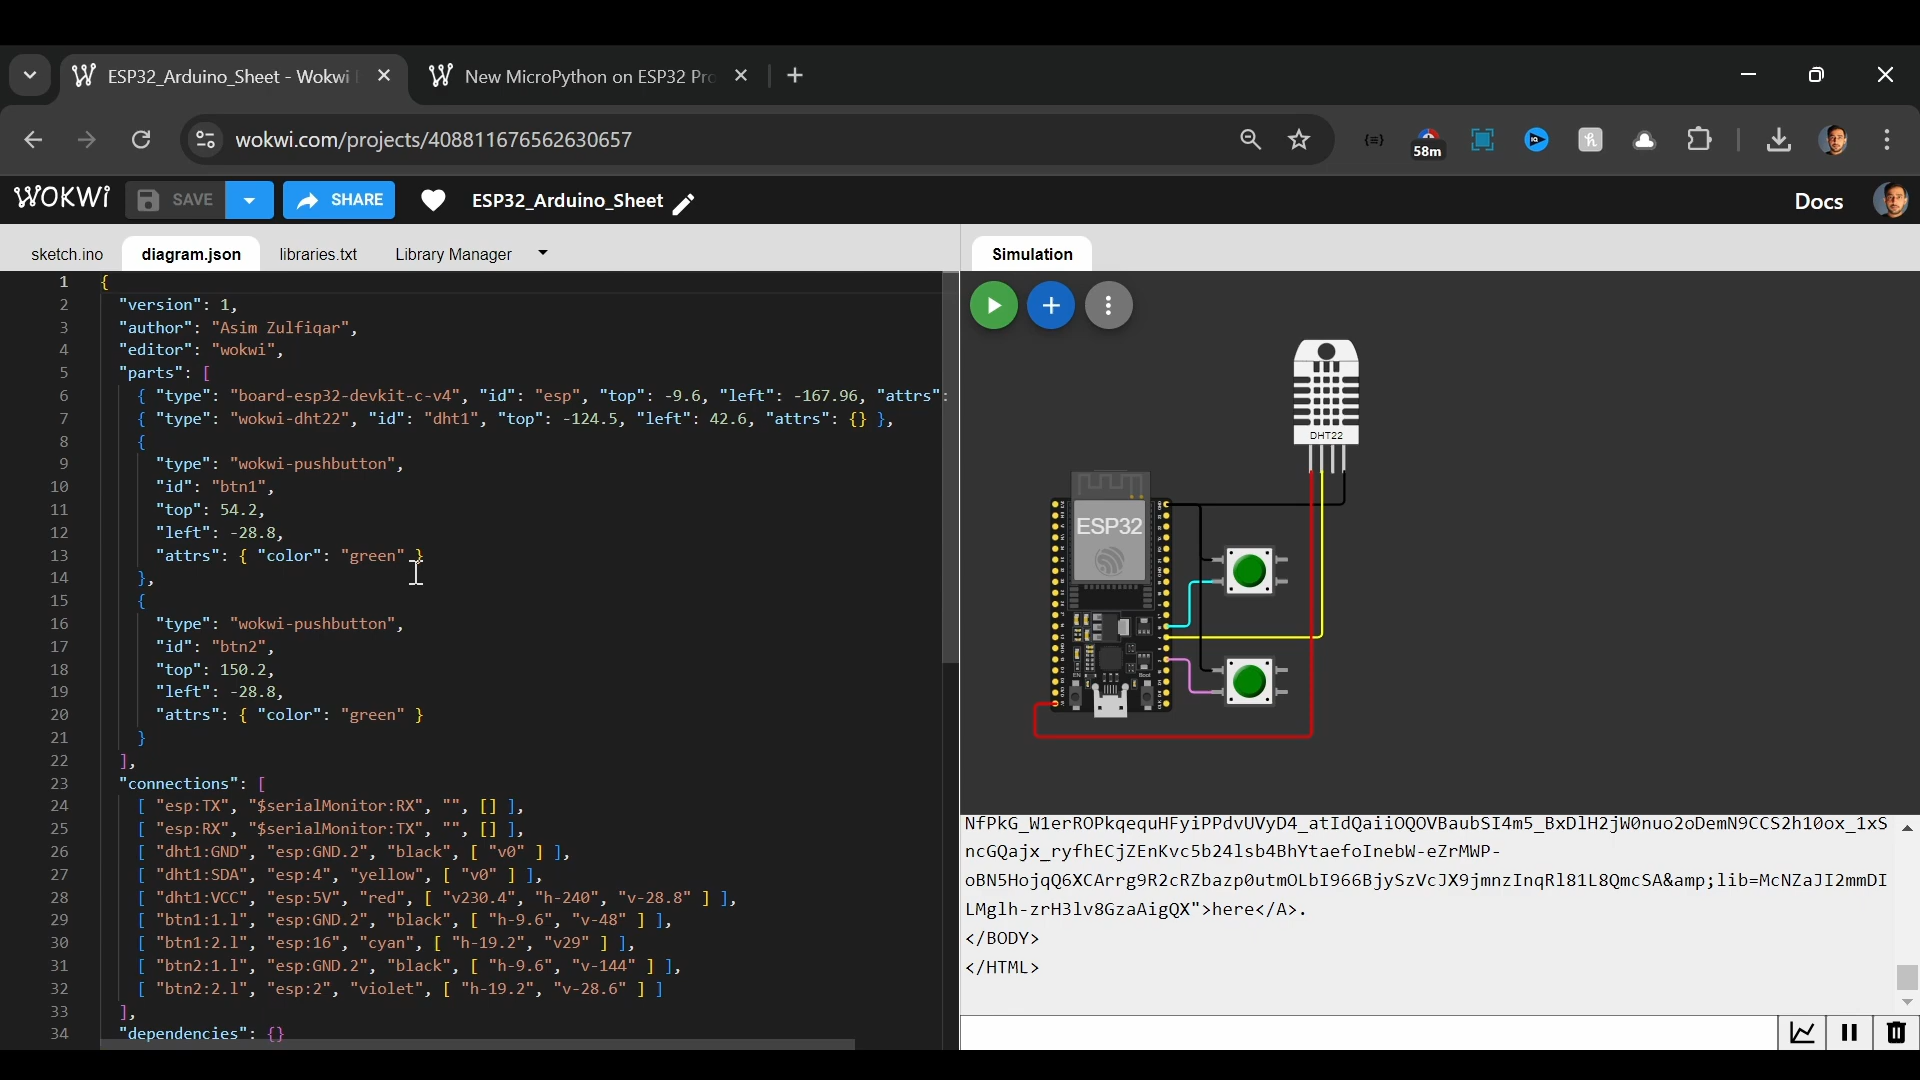 ESP32_Arduino_Sheet - Wokwi
New MicroPython on ESP32 Pro
wokwi.com/projects/408811676562630657
58m
WOKWi
SAVE
SHARE
ESP32_Arduino_Sheet
Docs
sketch.ino
diagram.json
libraries.txt
Library Manager
Simulation
1 {
2 "version": 1,
3 "author": "Asim Zulfiqar",
4 "editor": "wokwi",
5 "parts": [
6 { "type": "board-esp32-devkit-c-v4", "id": "esp", "top": -9.6, "left": -167.96, "attrs":
7 { "type": "wokwi-dht22", "id": "dht1", "top": -124.5, "left": 42.6, "attrs": {} },
8 {
9 "type": "wokwi-pushbutton",
10 "id": "btn1",
11 "top": 54.2,
12 "left": -28.8,
13 "attrs": { "color": "green" }
14 },
15 {
16 "type": "wokwi-pushbutton",
17 "id": "btn2",
18 "top": 150.2,
19 "left": -28.8,
20 "attrs": { "color": "green" }
21 }
22 ],
23 "connections": [
24 [ "esp:TX", "$serialMonitor:RX", "", [] ],
25 [ "esp:RX", "$serialMonitor:TX", "", [] ],
26 [ "dht1:GND", "esp:GND.2", "black", [ "v0" ] ],
27 [ "dht1:SDA", "esp:4", "yellow", [ "v0" ] ],
28 [ "dht1:VCC", "esp:5V", "red", [ "v230.4", "h-240", "v-28.8" ] ],
29 [ "btn1:1.l", "esp:GND.2", "black", [ "h-9.6", "v-48" ] ],
30 [ "btn1:2.l", "esp:16", "cyan", [ "h-19.2", "v29" ] ],
31 [ "btn2:1.l", "esp:GND.2", "black", [ "h-9.6", "v-144" ] ],
32 [ "btn2:2.l", "esp:2", "violet", [ "h-19.2", "v-28.6" ] ]
33 ],
34 "dependencies": {}
DHT22
ESP32
EN
Boot
NfPkG_W1erROPkqequHFyiPPdvUVyD4_atIdQaiiOQOVBaubSI4m5_BxDlH2jW0nuo2oDemN9CCS2h10ox_1xS
ncGQajx_ryfhECjZEnKvc5b24lsb4BhYtaefoInebW-eZrMWP-
oBN5HojqQ6XCArrg9R2cRZbazp0utmOLbI966BjySzVcJX9jmnzInqRl81L8QmcSA&amp;lib=McNZaJI2mmDI
LMglh-zrH3lv8GzaAigQX">here</A>.
</BODY>
</HTML>